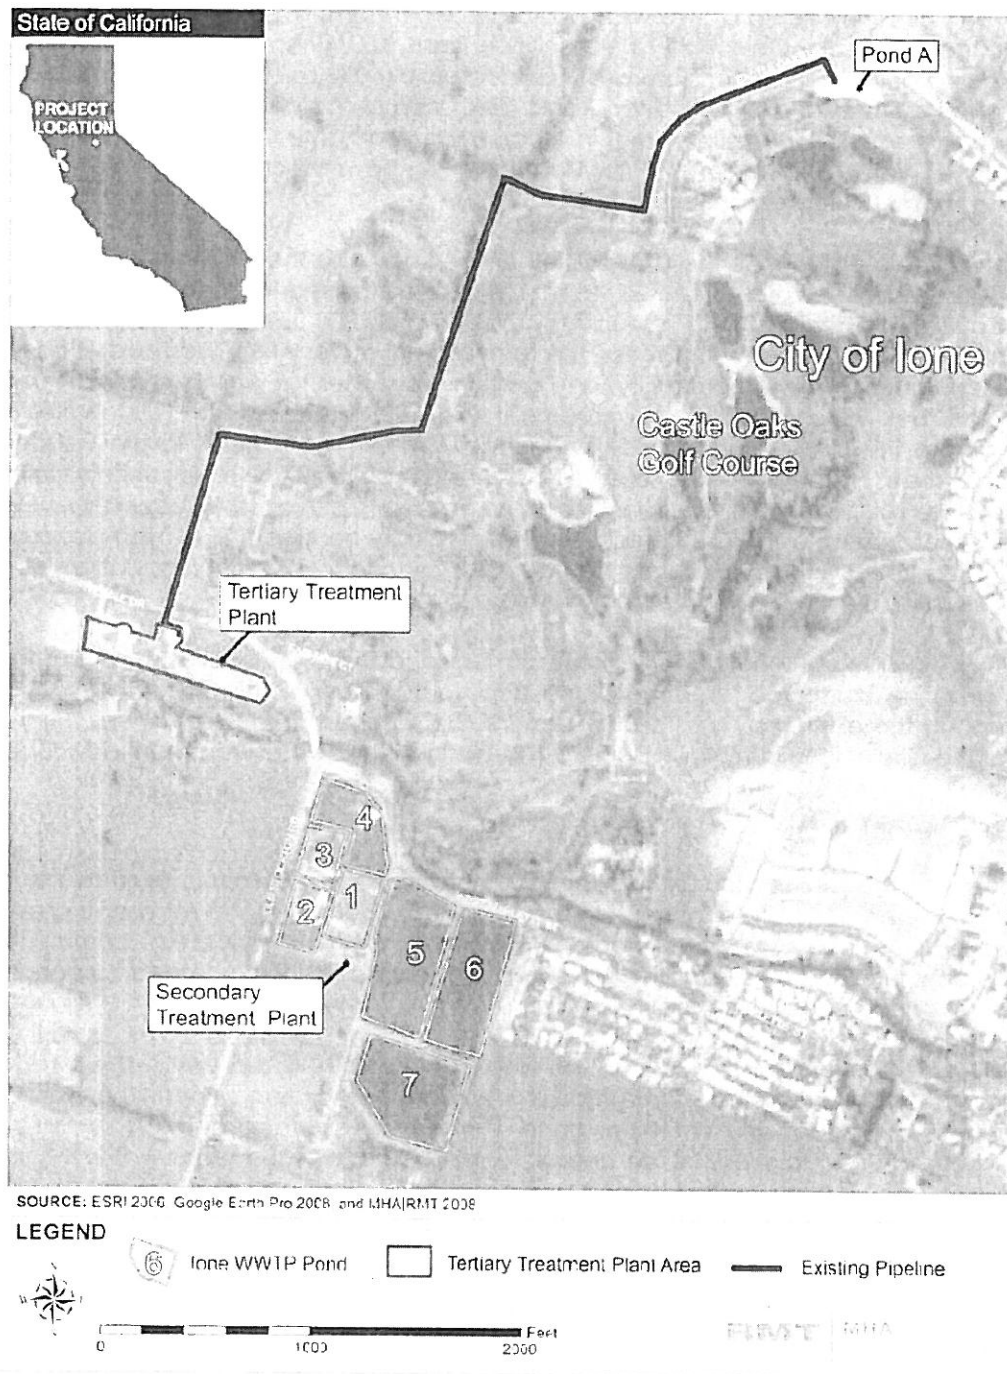 State of California
PROJECT
LOCATION
Pond A
City of Ione
Castle Oaks
Golf Course
Tertiary Treatment
Plant
4
3
1
2
5
6
Secondary
Treatment Plant
7
SOURCE: ESRI 2006, Google Earth Pro 2008, and MHA|RMT 2008
LEGEND
6
Ione WWTP Pond
Tertiary Treatment Plant Area
Existing Pipeline
Feet
0
1000
2000
RMT
MHA